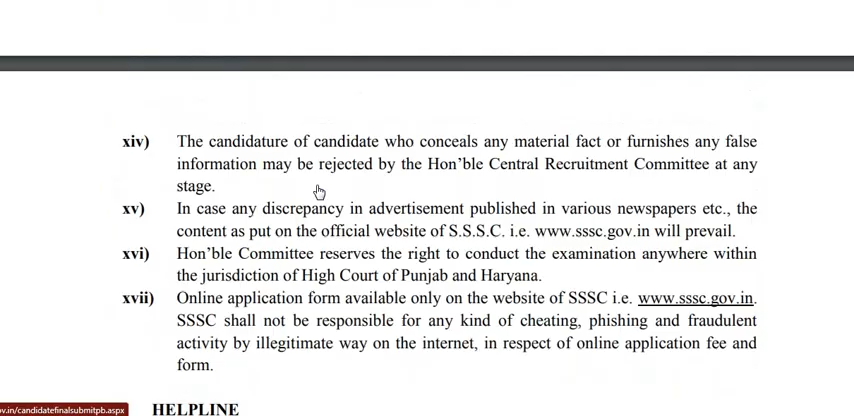 xiv) The candidature of candidate who conceals any material fact or furnishes any false
information may be rejected by the Hon’ble Central Recruitment Committee at any
stage.
xv) In case any discrepancy in advertisement published in various newspapers etc., the
content as put on the official website of S.S.S.C. i.e. www.sssc.gov.in will prevail.
xvi) Hon’ble Committee reserves the right to conduct the examination anywhere within
the jurisdiction of High Court of Punjab and Haryana.
xvii) Online application form available only on the website of SSSC i.e. www.sssc.gov.in.
SSSC shall not be responsible for any kind of cheating, phishing and fraudulent
activity by illegitimate way on the internet, in respect of online application fee and
form.
ov.in/candidatefinalsubmitpb.aspx
HELPLINE